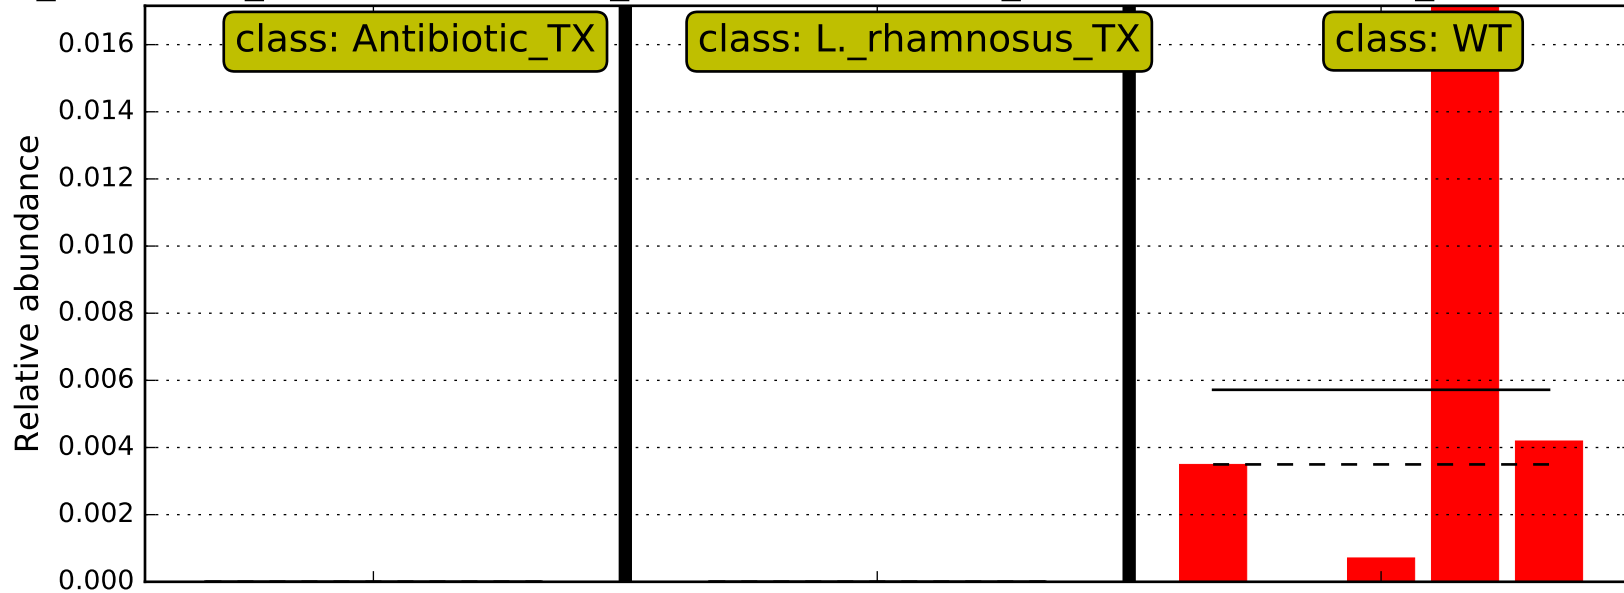 class: Antibiotic_TX
class: L._rhamnosus_TX
class: WT
Relative abundance
0.016
0.014
0.012
0.010
0.008
0.006
0.004
0.002
0.000